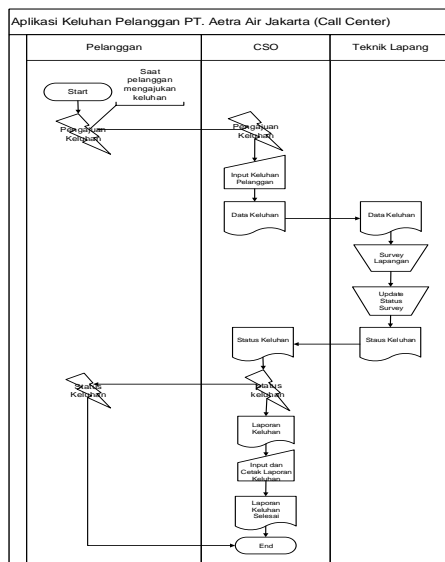 Aplikasi Keluhan Pelanggan PT. Aetra Air Jakarta (Call Center)
Pelanggan
CSO
Teknik Lapang
Start
Saat
pelanggan
mengajukan
keluhan
Pengajuan
Keluhan
Pengajuan
Keluhan
Input Keluhan
Pelanggan
Data Keluhan
Data Keluhan
Survey
Lapangan
Update
Status
Survey
Status Keluhan
Staus Keluhan
Status
Keluhan
Status
keluhan
Laporan
Keluhan
Input dan
Cetak Laporan
Keluhan
Laporan
Keluhan
Selesai
End